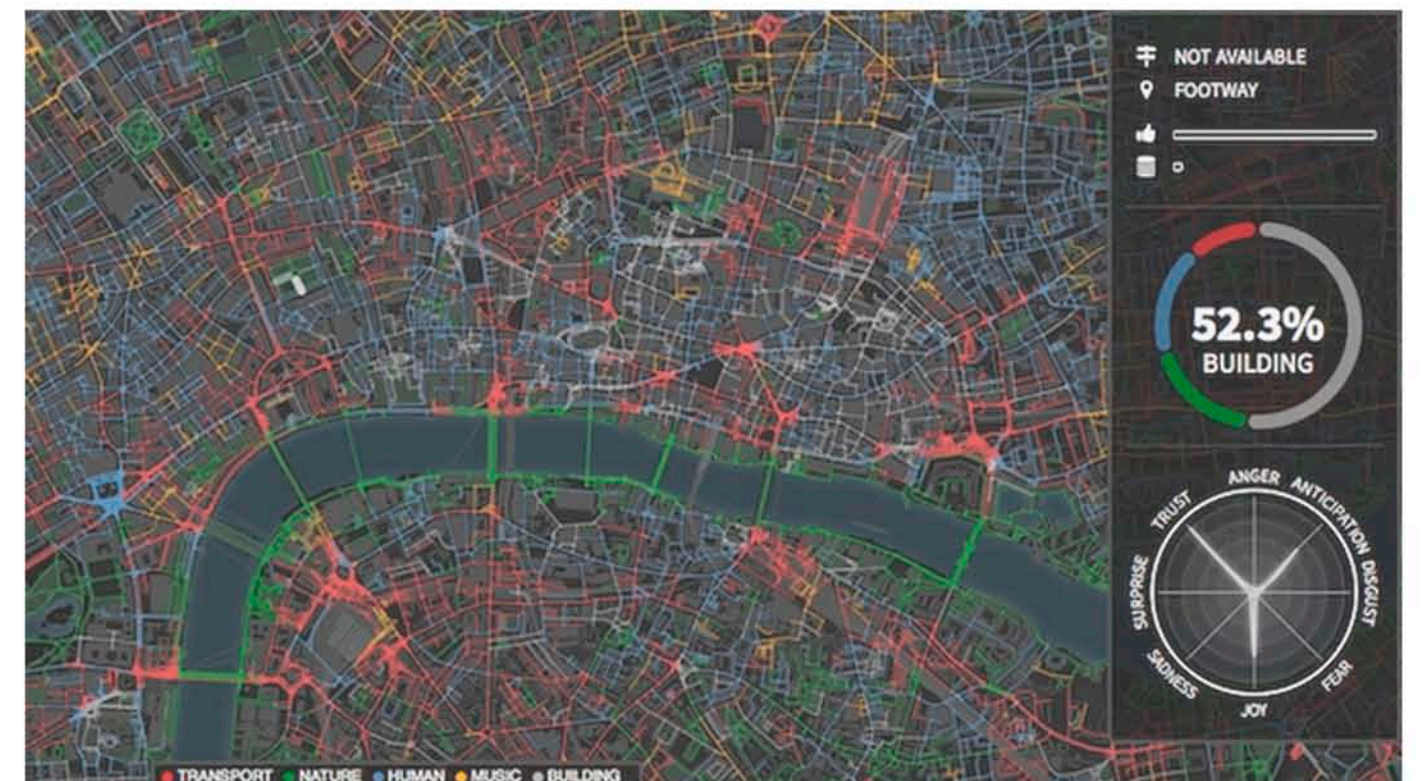 NOT AVAILABLE
FOOTWAY
52.3%
BUILDING
ANGER
ANTICIPATION
DISGUST
FEAR
JOY
SADNESS
SURPRISE
TRUST
TRANSPORT NATURE HUMAN MUSIC BUILDING